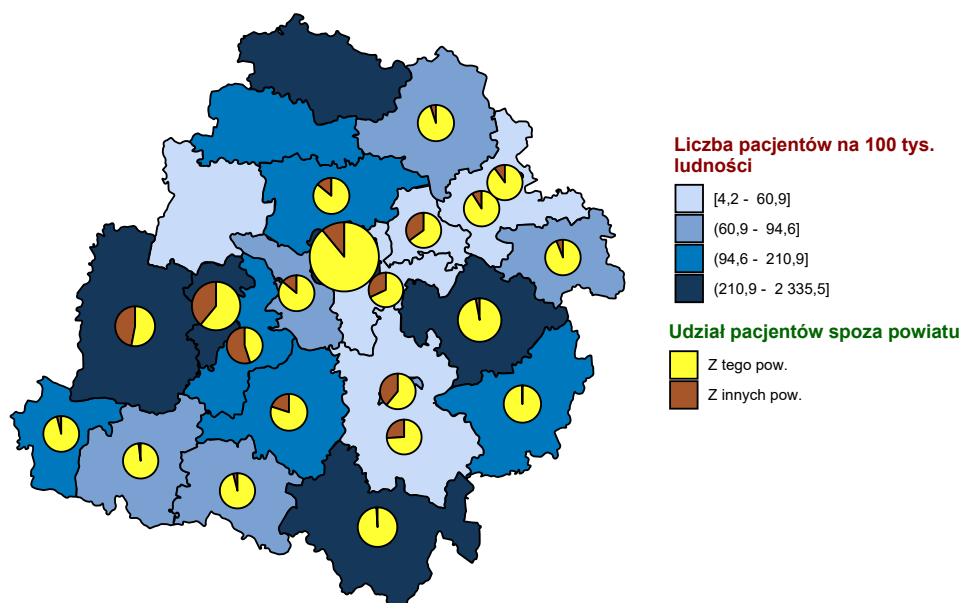 Liczba pacjentów na 100 tys.
ludności
[4,2 - 60,9]
(60,9 - 94,6]
(94,6 - 210,9]
(210,9 - 2 335,5]
Udział pacjentów spoza powiatu
Z tego pow.
Z innych pow.